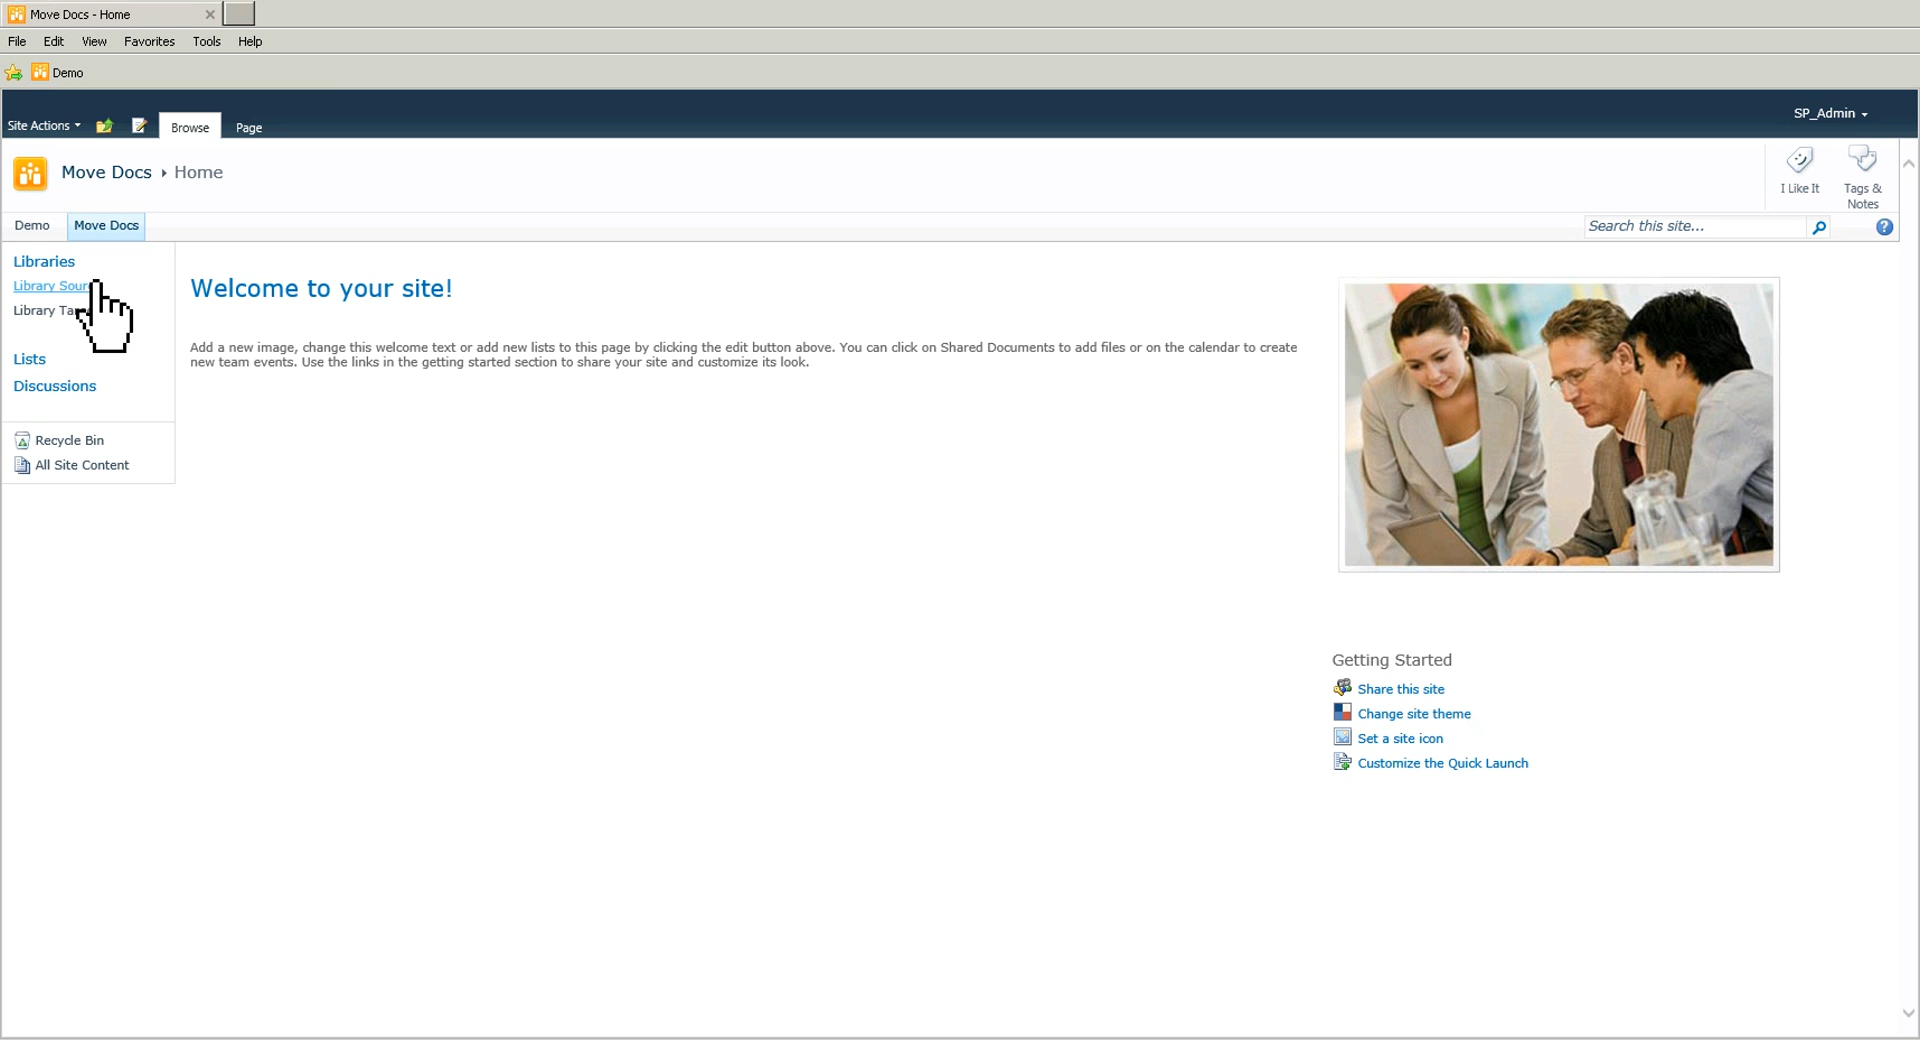 Move Docs - Home
File Edit View Favorites Tools Help
Demo
SP_Admin
Site Actions Browse Page
Move Docs Home
I Like It
Tags & Notes
Demo Move Docs
Search this site...
Libraries
Library
Library
Lists
Discussions
Recycle Bin
All Site Content
Welcome to your site!
Add a new image, change this welcome text or add new lists to this page by clicking the edit button above. You can click on Shared Documents to add files or on the calendar to create
new team events. Use the links in the getting started section to share your site and customize its look.
Getting Started
Share this site
Change site theme
Set a site icon
Customize the Quick Launch